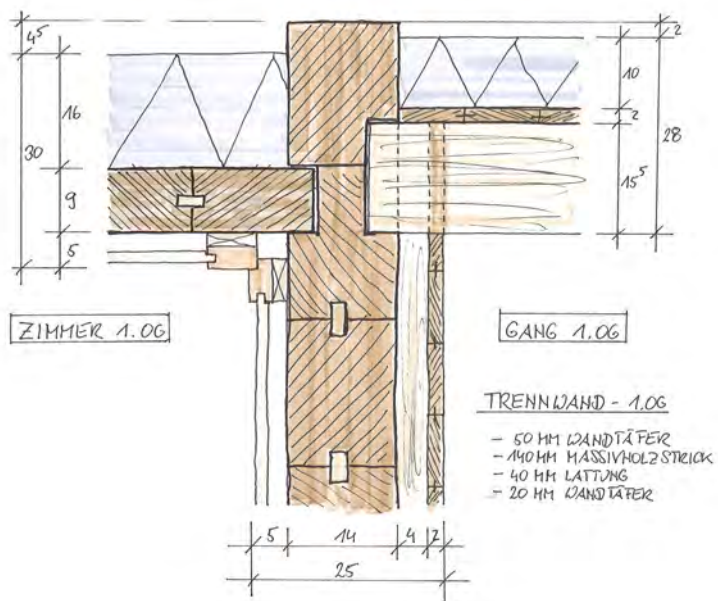 4⁵
16
30
9
5
2
10
2
28
15⁵
ZIMMER 1.OG
GANG 1.OG
TRENNWAND - 1.OG
- 50 MM WANDTÄFER
- 140 MM MASSIVHOLZSTRICK
- 40 MM LATTUNG
- 20 MM WANDTÄFER
5 14 4 2
25